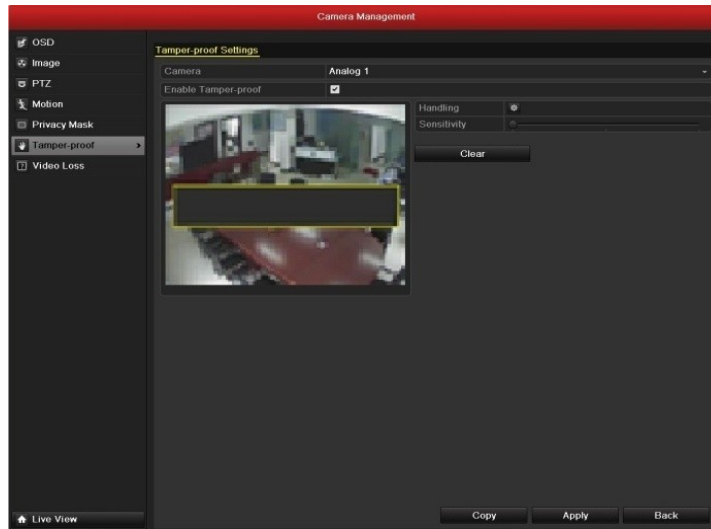 Camera Management
OSD
Image
PTZ
Motion
Privacy Mask
Tamper-proof
Video Loss
Live View
Tamper-proof Settings
Camera Analog 1
Enable Tamper-proof
Handling
Sensitivity
Clear
Copy Apply Back